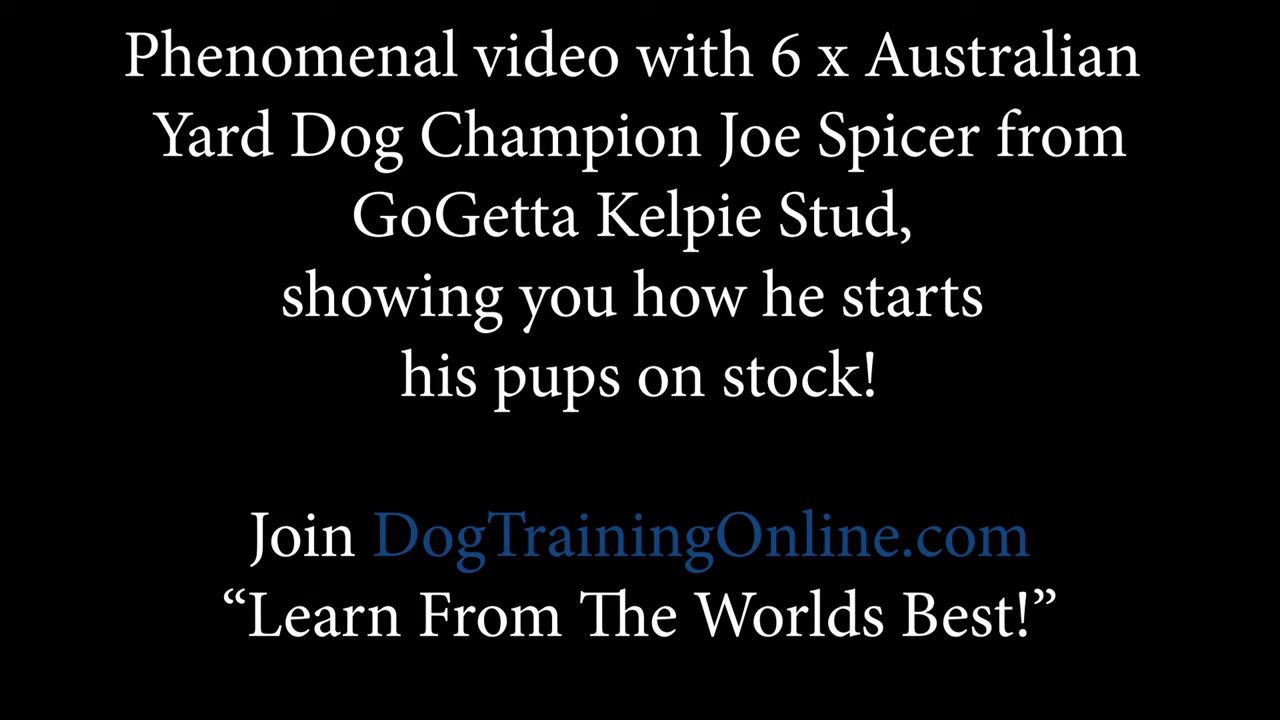 Phenomenal video with 6 x Australian
Yard Dog Champion Joe Spicer from
GoGetta Kelpie Stud,
showing you how he starts
his pups on stock!
Join DogTrainingOnline.com
“Learn From The Worlds Best!”